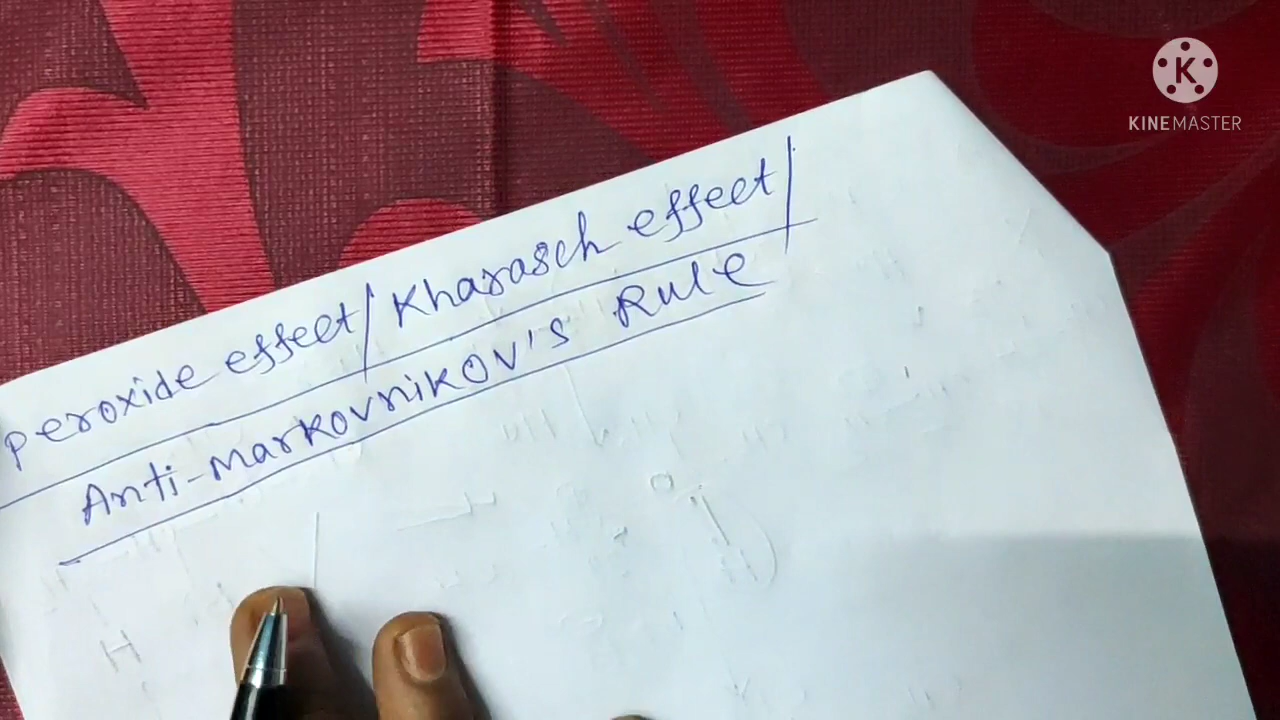 peroxide effect/ Kharasch effect/
Anti-Markovnikov's Rule
H
K
KINEMASTER